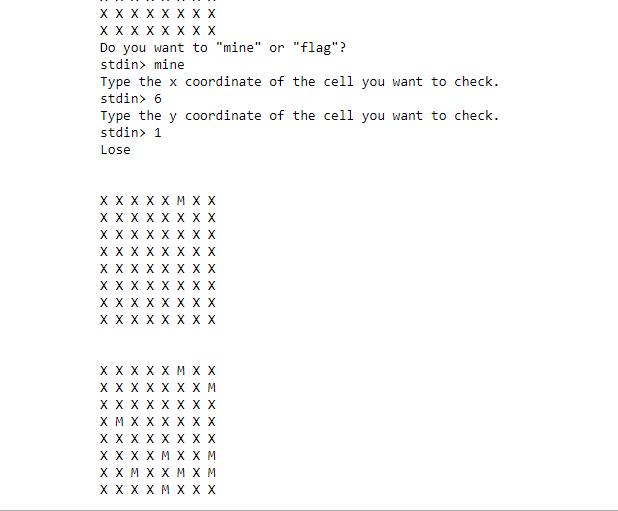 X X X X X X X X
X X X X X X X X
Do you want to "mine" or "flag"?
stdin> mine
Type the x coordinate of the cell you want to check.
stdin> 6
Type the y coordinate of the cell you want to check.
stdin> 1
Lose
X X X X X M X X
X X X X X X X X
X X X X X X X X
X X X X X X X X
X X X X X X X X
X X X X X X X X
X X X X X X X X
X X X X X X X X
X X X X X M X X
X X X X X X X M
X X X X X X X X
X M X X X X X X
X X X X X X X X
X X X X M X X M
X X M X X M X M
X X X X M X X X